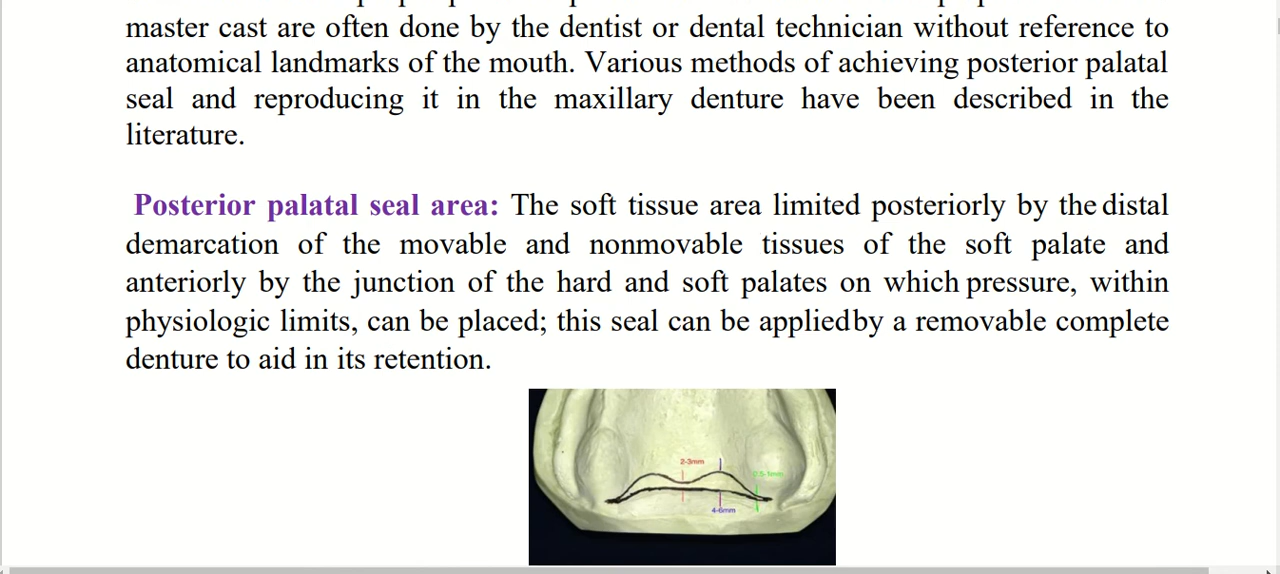 master cast are often done by the dentist or dental technician without reference to
anatomical landmarks of the mouth. Various methods of achieving posterior palatal
seal and reproducing it in the maxillary denture have been described in the
literature.
Posterior palatal seal area: The soft tissue area limited posteriorly by the distal
demarcation of the movable and nonmovable tissues of the soft palate and
anteriorly by the junction of the hard and soft palates on which pressure, within
physiologic limits, can be placed; this seal can be appliedby a removable complete
denture to aid in its retention.
2-3mm
0.5-1mm
4-6mm